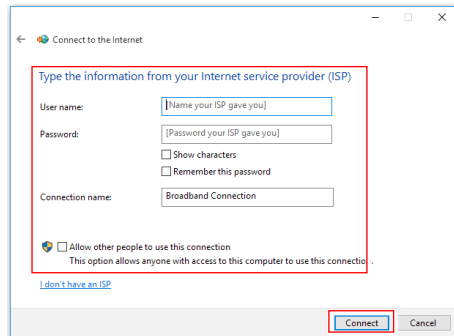 Connect to the Internet
Type the information from your Internet service provider (ISP)
User name: [Name your ISP gave you]
Password: [Password your ISP gave you]
Show characters
Remember this password
Connection name: Broadband Connection
Allow other people to use this connection
This option allows anyone with access to this computer to use this connection.
I don't have an ISP
Connect Cancel